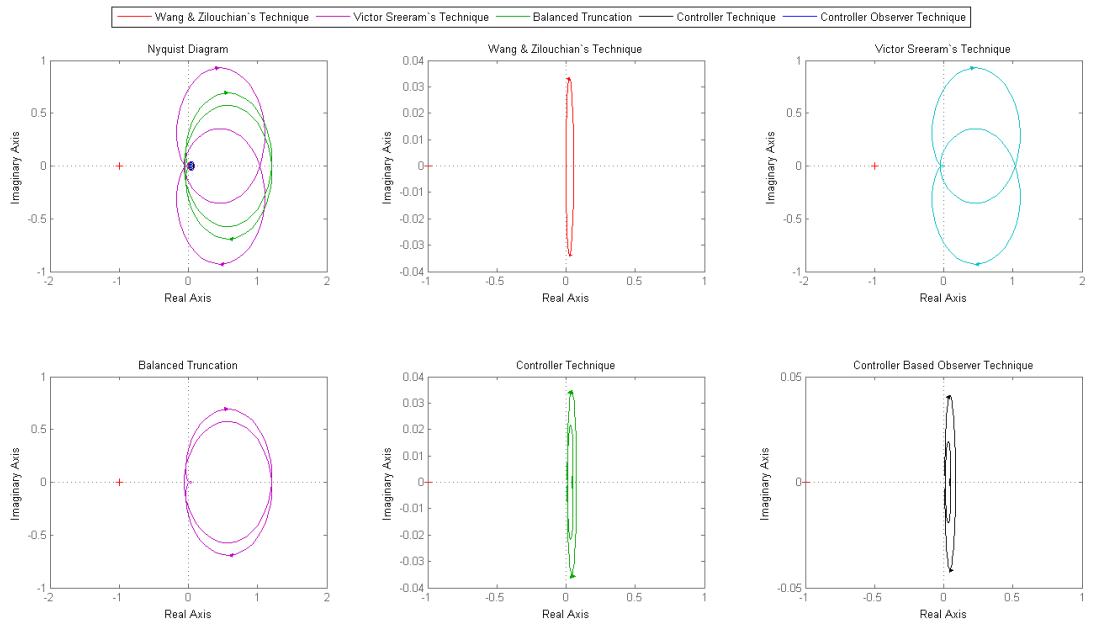 Wang & Zilouchian`s Technique Victor Sreeram`s Technique Balanced Truncation Controller Technique Controller Observer Technique
Nyquist Diagram
1
0.5
0
-0.5
-1
-2 -1 0 1 2
Imaginary Axis
Real Axis
Wang & Zilouchian`s Technique
0.04
0.03
0.02
0.01
0
-0.01
-0.02
-0.03
-0.04
-1 -0.5 0 0.5 1
Imaginary Axis
Real Axis
Victor Sreeram`s Technique
1
0.5
0
-0.5
-1
-2 -1 0 1 2
Imaginary Axis
Real Axis
Balanced Truncation
1
0.5
0
-0.5
-1
-2 -1 0 1 2
Imaginary Axis
Real Axis
Controller Technique
0.04
0.03
0.02
0.01
0
-0.01
-0.02
-0.03
-0.04
-1 -0.5 0 0.5 1
Imaginary Axis
Real Axis
Controller Based Observer Technique
0.05
0
-0.05
-1 -0.5 0 0.5 1
Imaginary Axis
Real Axis